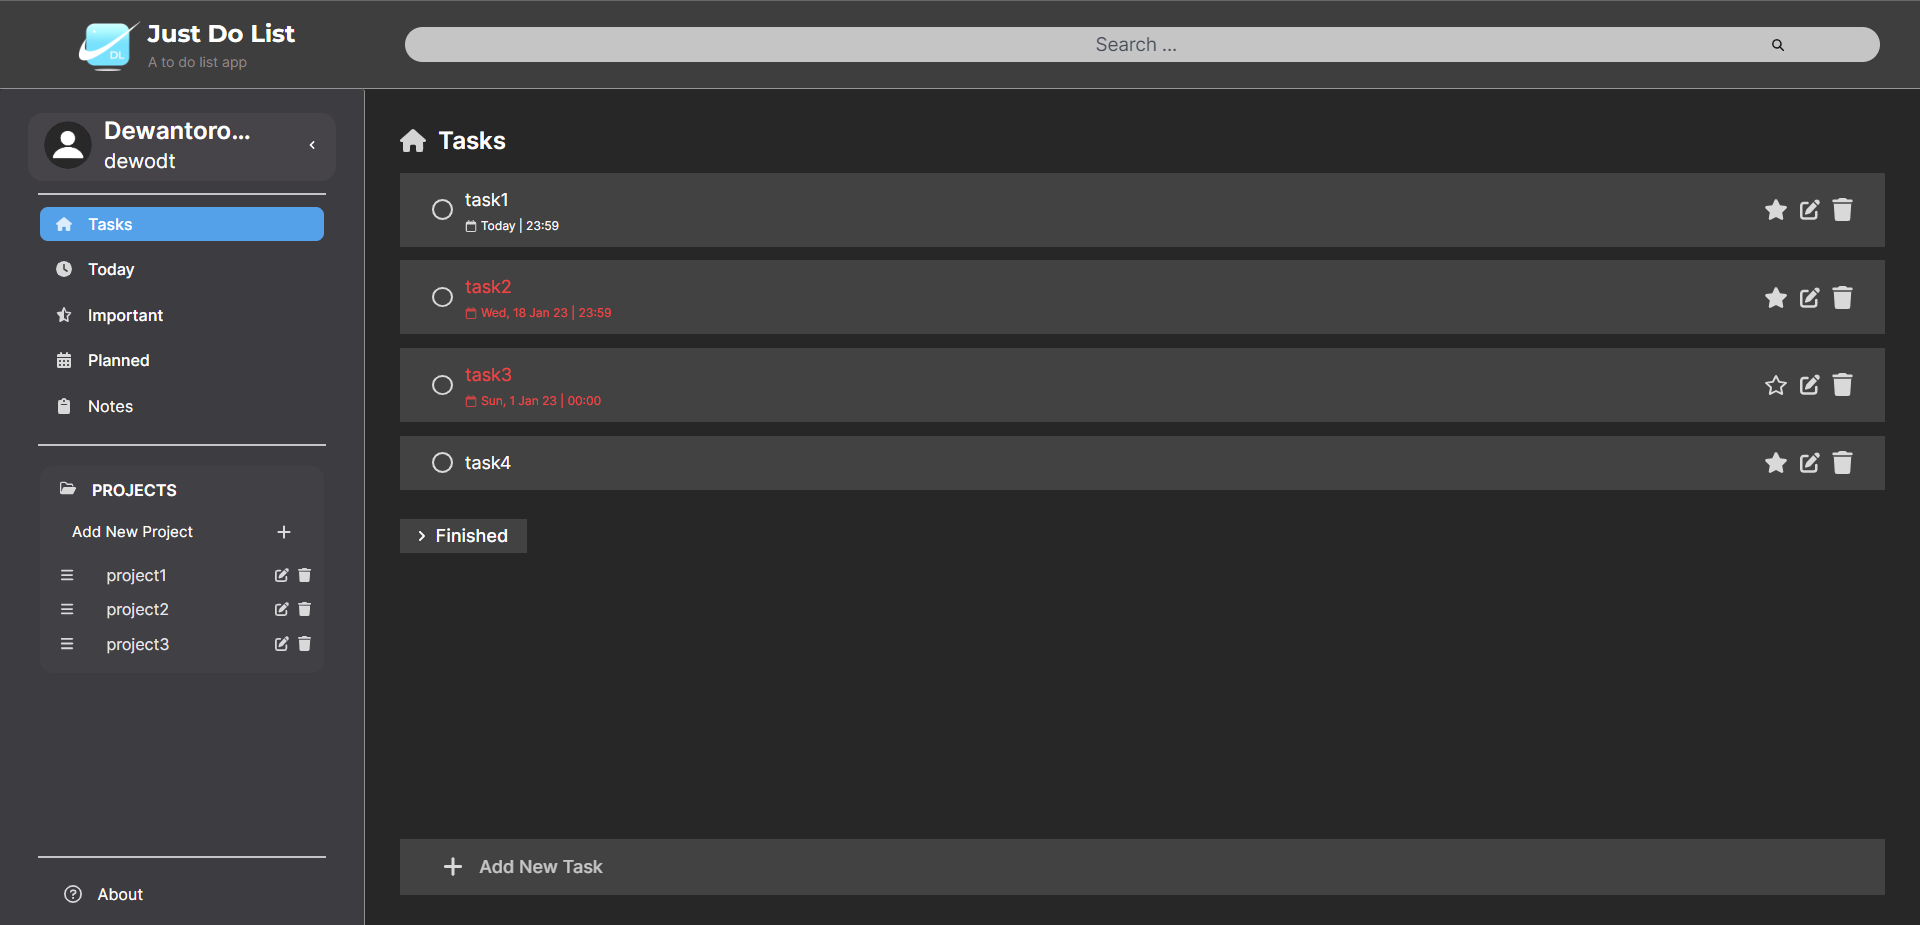 Just Do List
A to do list app
DL
Search ...
Dewantoro...
dewodt
Tasks
Today
Important
Planned
Notes
PROJECTS
Add New Project
project1
project2
project3
About
Tasks
task1
Today | 23:59
task2
Wed, 18 Jan 23 | 23:59
task3
Sun, 1 Jan 23 | 00:00
task4
Finished
Add New Task